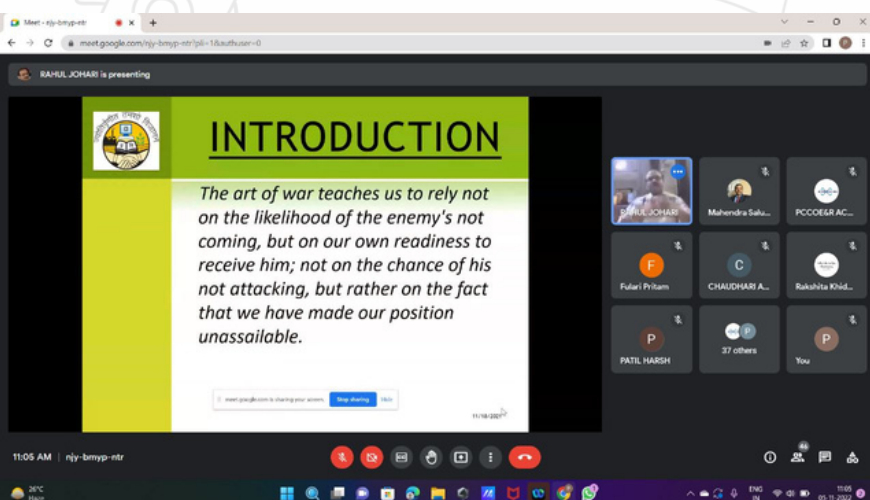 Meet - njy-bmyp-ntr
meet.google.com/njy-bmyp-ntr?pli=1&authuser=0
RAHUL JOHARI is presenting
INTRODUCTION
The art of war teaches us to rely not
on the likelihood of the enemy's not
coming, but on our own readiness to
receive him; not on the chance of his
not attacking, but rather on the fact
that we have made our position
unassailable.
meet.google.com is sharing your screen.
Stop sharing
Hide
RAHUL JOHARI
Mahendra Salu...
PCCOE&R AC...
F
Fulari Pritam
C
CHAUDHARI A...
Rakshita Khid...
P
PATIL HARSH
P
37 others
P
You
11:05 AM | njy-bmyp-ntr
46
26°C
Haze
ENG
IN
11:05
05-11-2022